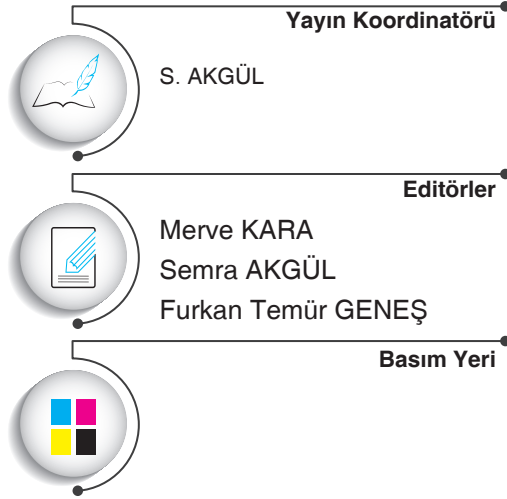 Yayın Koordinatörü
S. AKGÜL
Editörler
Merve KARA
Semra AKGÜL
Furkan Temür GENEŞ
Basım Yeri